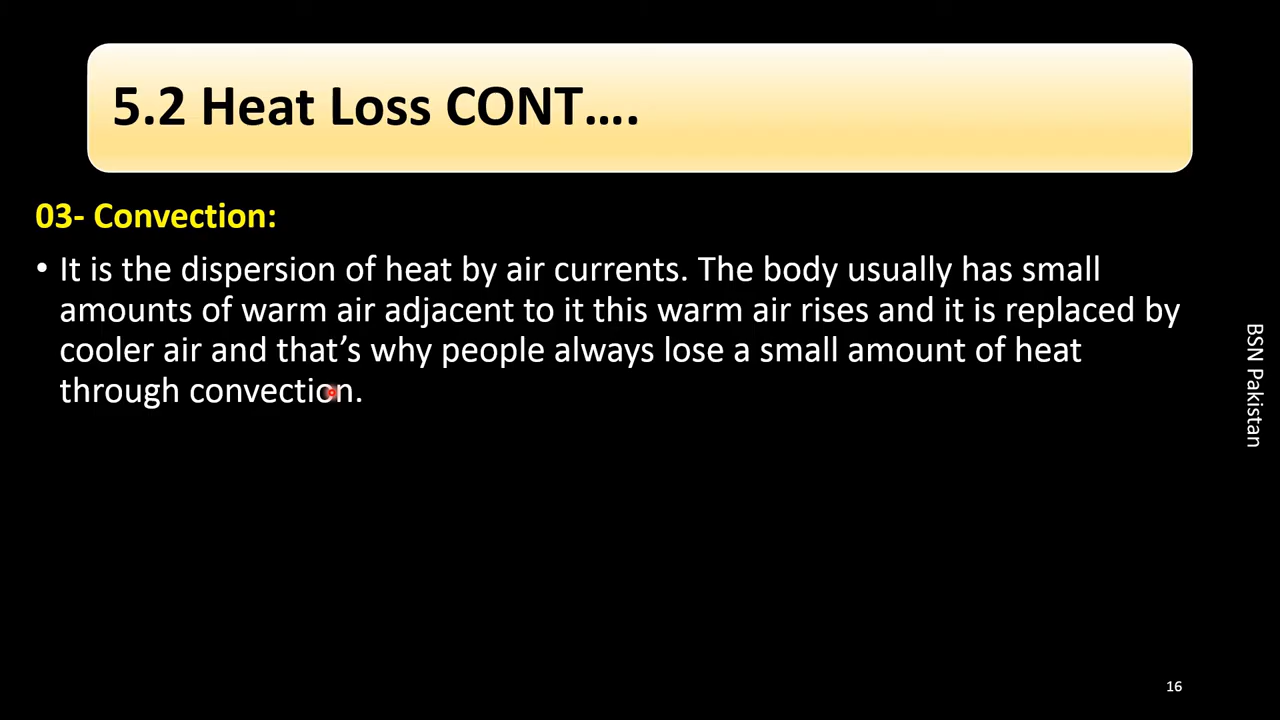 5.2 Heat Loss CONT….
03- Convection:
• It is the dispersion of heat by air currents. The body usually has small
amounts of warm air adjacent to it this warm air rises and it is replaced by
cooler air and that’s why people always lose a small amount of heat
through convection.
BSN Pakistan
16